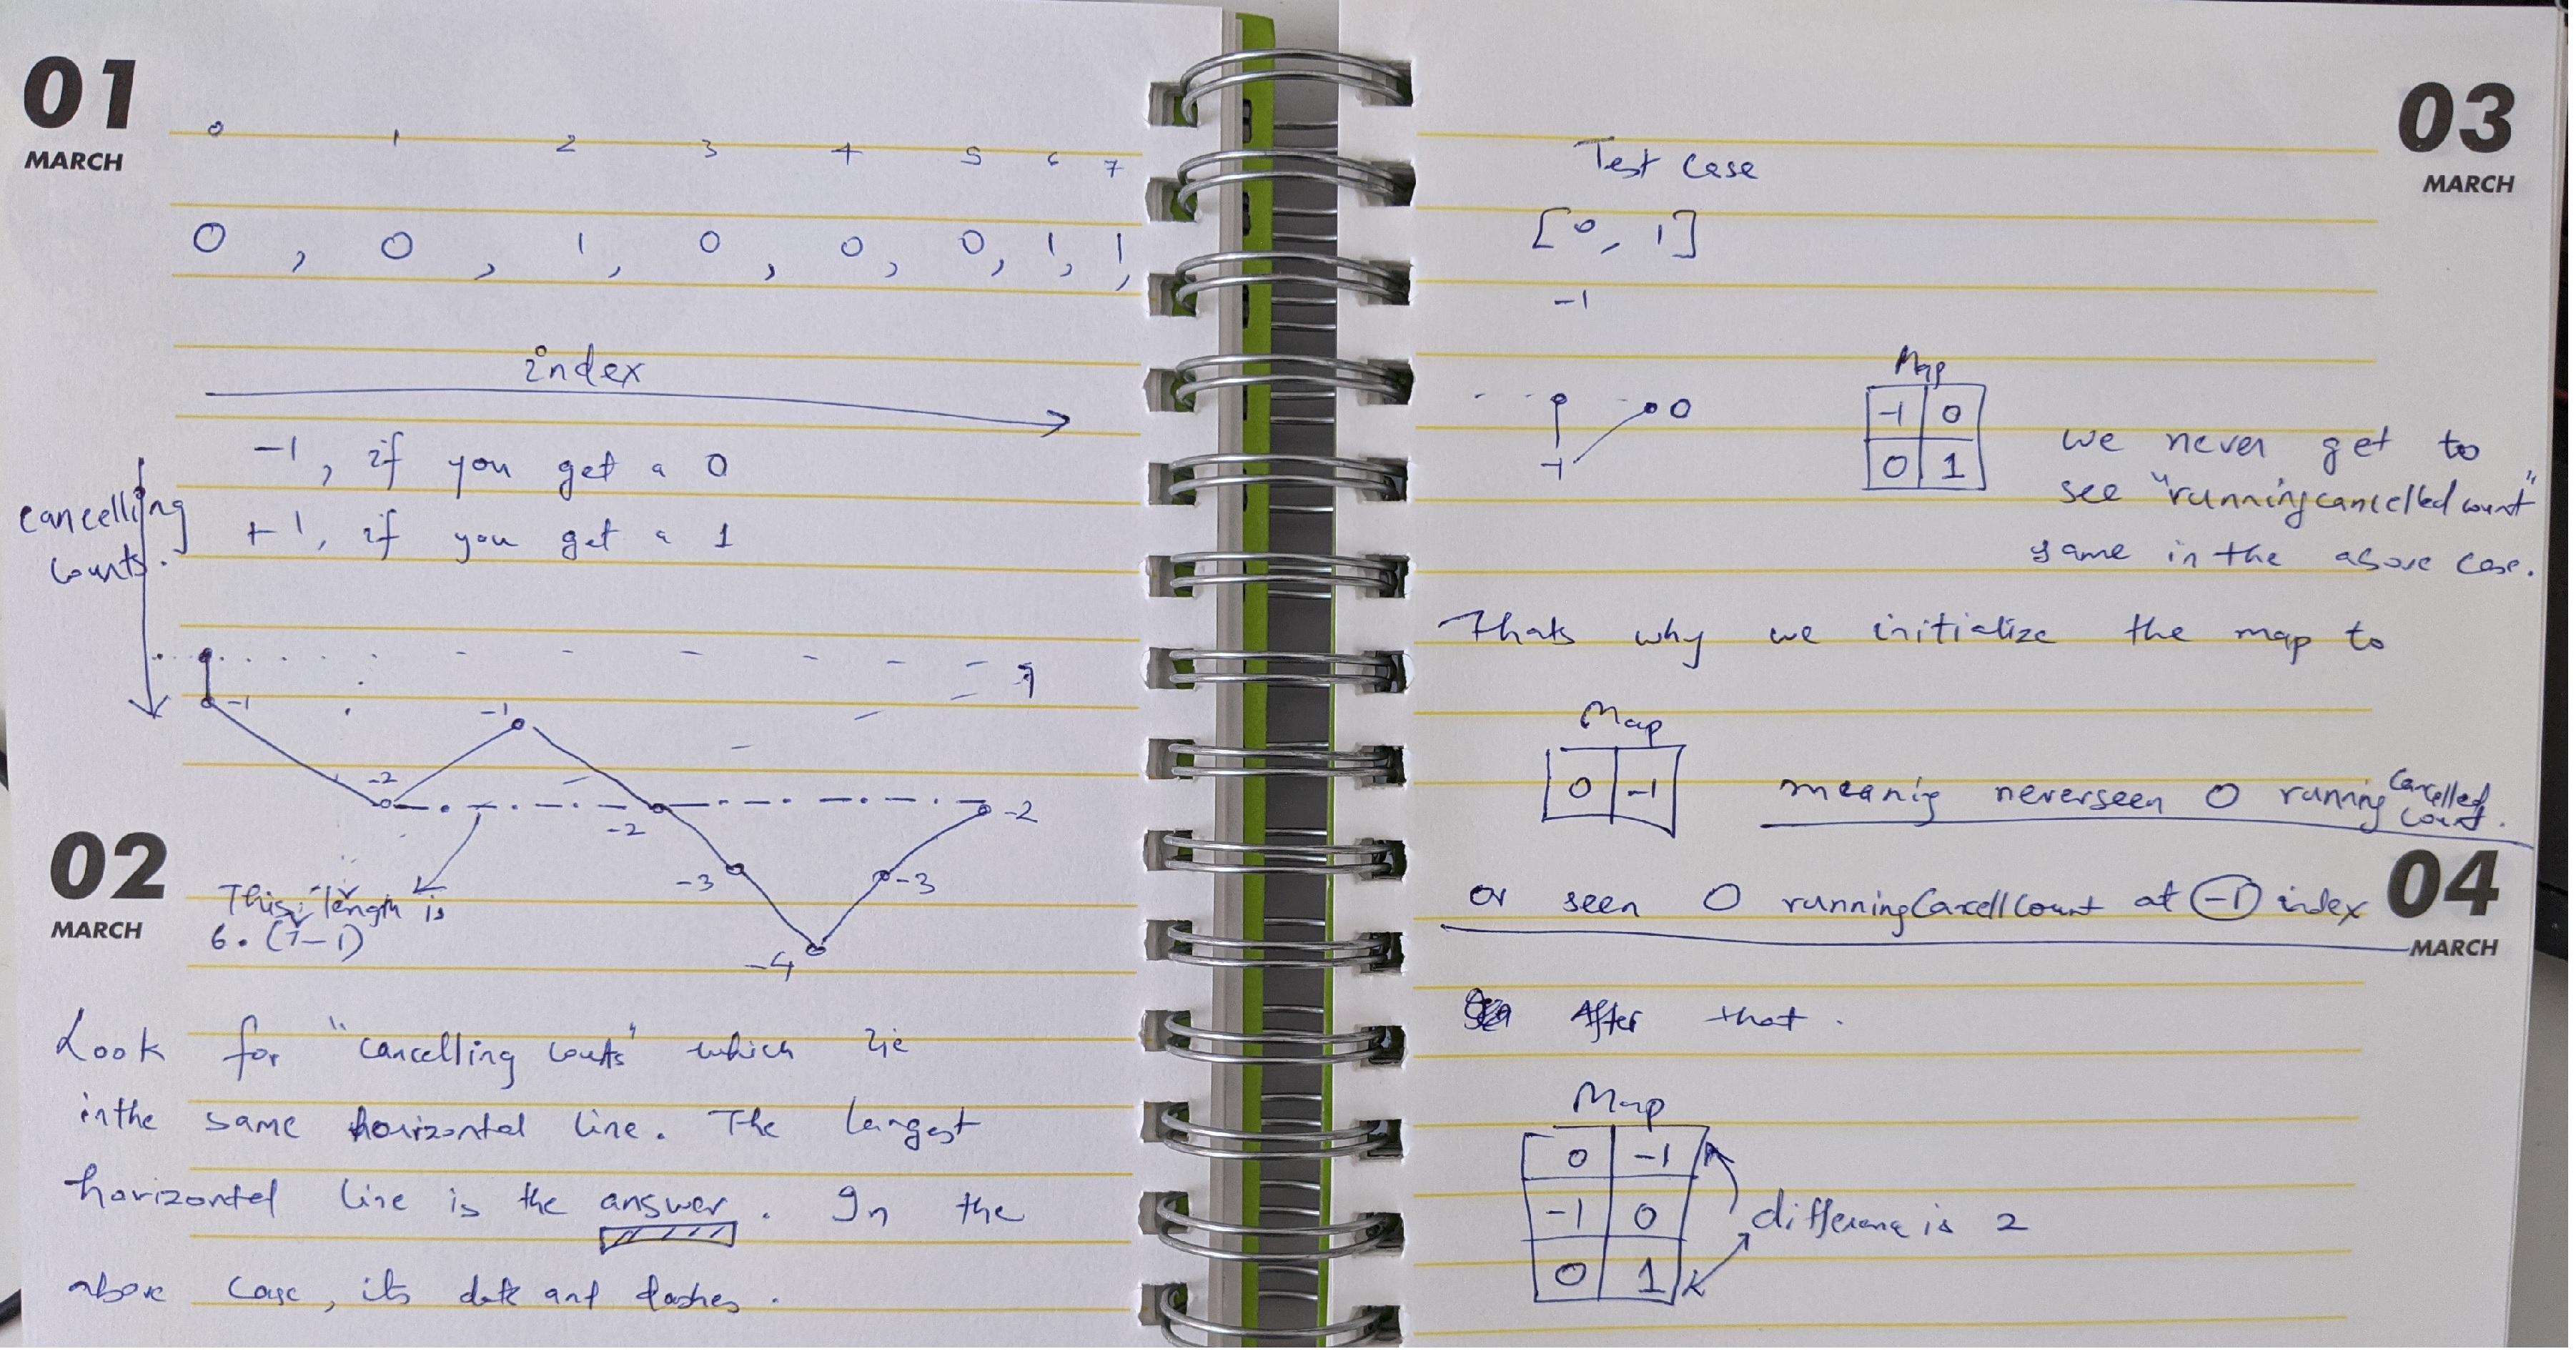 01
MARCH
0 1 2 3 4 5 6 7
0, 0, 1, 0, 0, 0, 1, 1,
index
-1, if you get a 0
+1, if you get a 1
cancelling
counts.
-1
-2
-1
-2
-3
-4
-3
-2
02
MARCH
This length is
6. (7-1)
Look for "cancelling couts" which lie
in the same horizontal line. The largest
horizontal line is the answer. In the
above case, its dots and dashes.
03
MARCH
Test Case
[0, 1]
-1
0
-1
Map
-1 0
0 1
we never get to
see "runningcancelled count"
same in the above case.
Thats why we initialize the map to
Map
0 -1
meanig neverseen 0 running cancelled
count.
or seen 0 runningCancellCount at -1 index
04
MARCH
After that.
Map
0 -1
-1 0
0 1
difference is 2